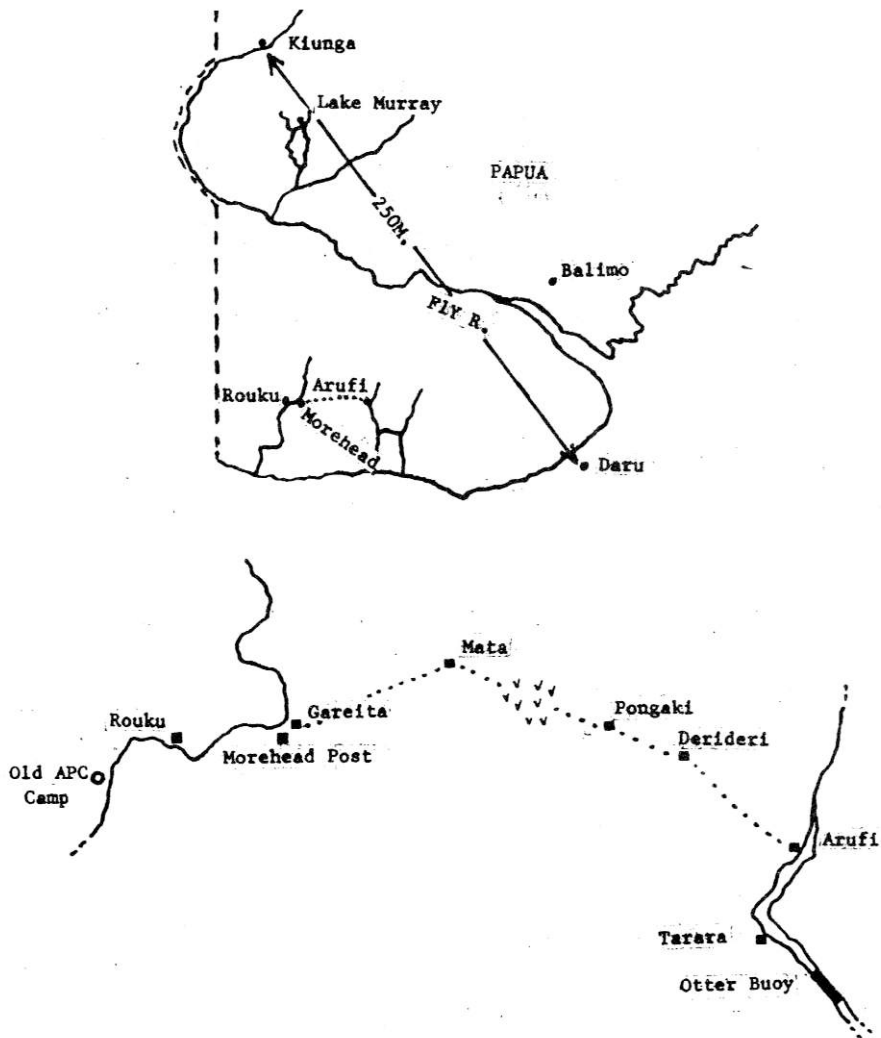 Kiunga
Lake Murray
PAPUA
250M.
Balimo
FLY R.
Rouku
Arufi
Morehead
Daru
Mata
Gareita
Pongaki
Rouku
Morehead Post
Derideri
Old APC
Camp
Arufi
Tarara
Otter Buoy